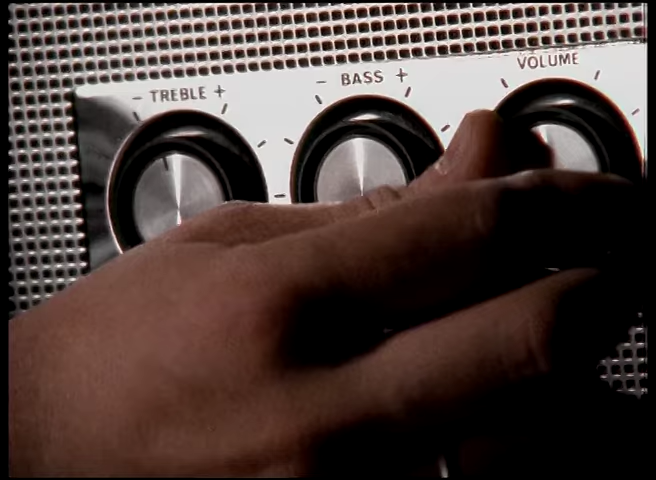 - TREBLE +
- BASS +
VOLUME